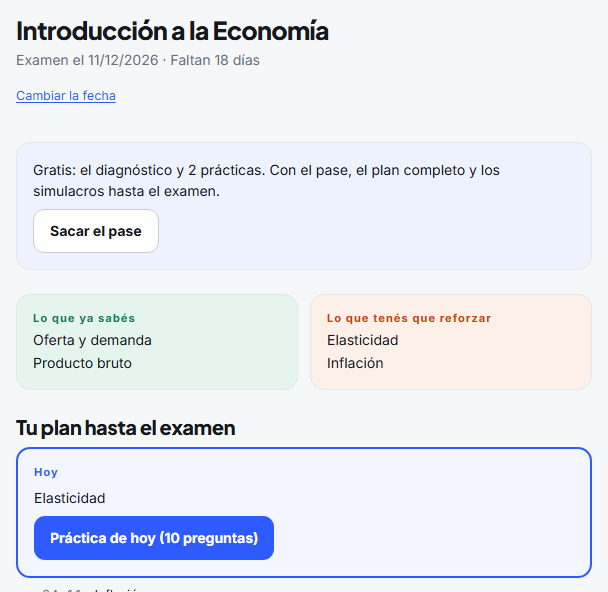 Introducción a la Economía
Examen el 11/12/2026 · Faltan 18 días
Cambiar la fecha
Gratis: el diagnóstico y 2 prácticas. Con el pase, el plan completo y los
simulacros hasta el examen.
Sacar el pase
Lo que ya sabés
Oferta y demanda
Producto bruto
Lo que tenés que reforzar
Elasticidad
Inflación
Tu plan hasta el examen
Hoy
Elasticidad
Práctica de hoy (10 preguntas)